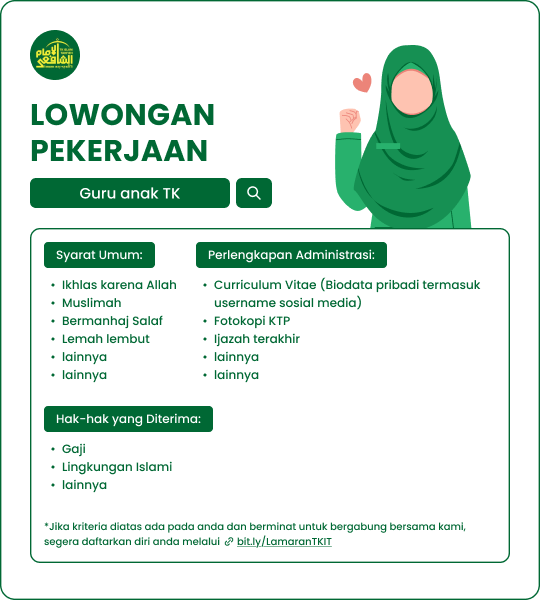 الإمام
الشافعي
LOWONGAN
PEKERJAAN
Guru anak TK
Syarat Umum:
• Ikhlas karena Allah
• Muslimah
• Bermanhaj Salaf
• Lemah lembut
• lainnya
• lainnya
Perlengkapan Administrasi:
• Curriculum Vitae (Biodata pribadi termasuk
username sosial media)
• Fotokopi KTP
• Ijazah terakhir
• lainnya
• lainnya
Hak-hak yang Diterima:
• Gaji
• Lingkungan Islami
• lainnya
*Jika kriteria diatas ada pada anda dan berminat untuk bergabung bersama kami,
segera daftarkan diri anda melalui bit.ly/LamaranTKIT